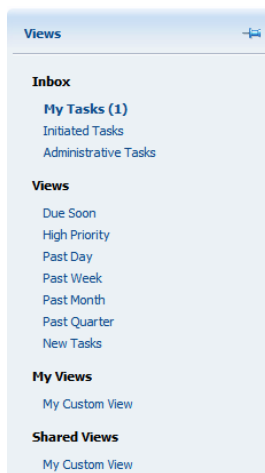 Views
Inbox
My Tasks (1)
Initiated Tasks
Administrative Tasks
Views
Due Soon
High Priority
Past Day
Past Week
Past Month
Past Quarter
New Tasks
My Views
My Custom View
Shared Views
My Custom View